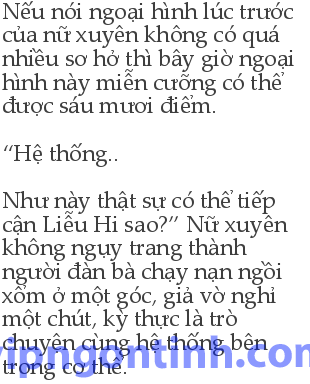 Nếu nói ngoại hình lúc trước
của nữ xuyên không có quá
nhiều sơ hở thì bây giờ ngoại
hình này miễn cưỡng có thể
được sáu mươi điểm.
“Hệ thống..
Như này thật sự có thể tiếp
cận Liễu Hi sao?” Nữ xuyên
không ngụy trang thành
người đàn bà chạy nạn ngồi
xổm ở một góc, giả vờ nghỉ
một chút, kỳ thực là trò
chuyện cùng hệ thống bên
trong cơ thể.
vipngontinh.com